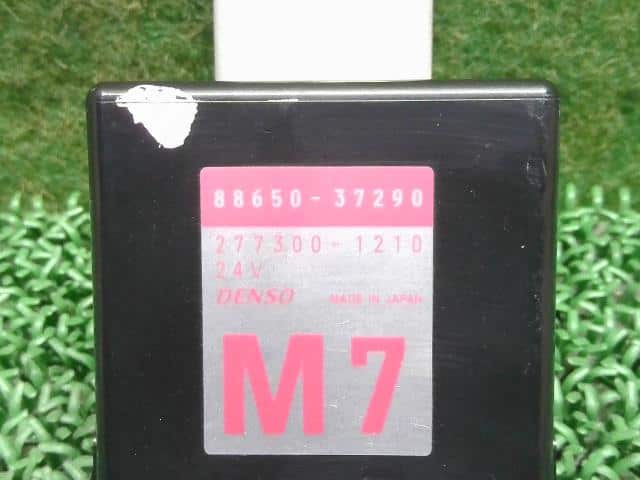 88650-37290
277300-1210
24V
DENSO MADE IN JAPAN
M7